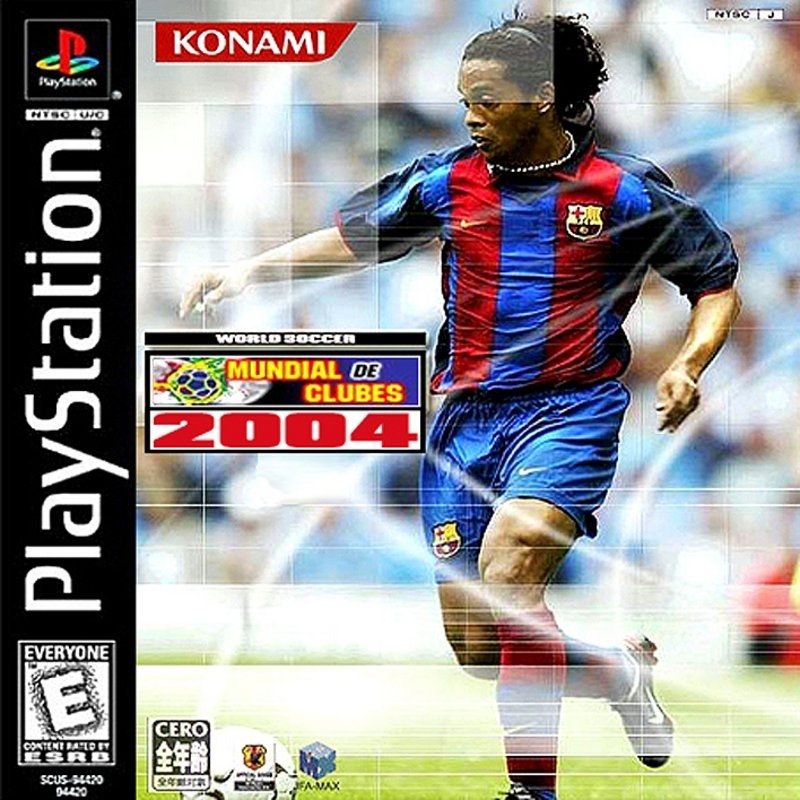 PlayStation
NTSC U/C
PlayStation
EVERYONE
E
CONTENT RATED BY
ESRB
SCUS-94420
94420
KONAMI
NTSC J
WORLD SOCCER
MUNDIAL DE
CLUBES
2004
CERO
全年齢
JFA-MAX